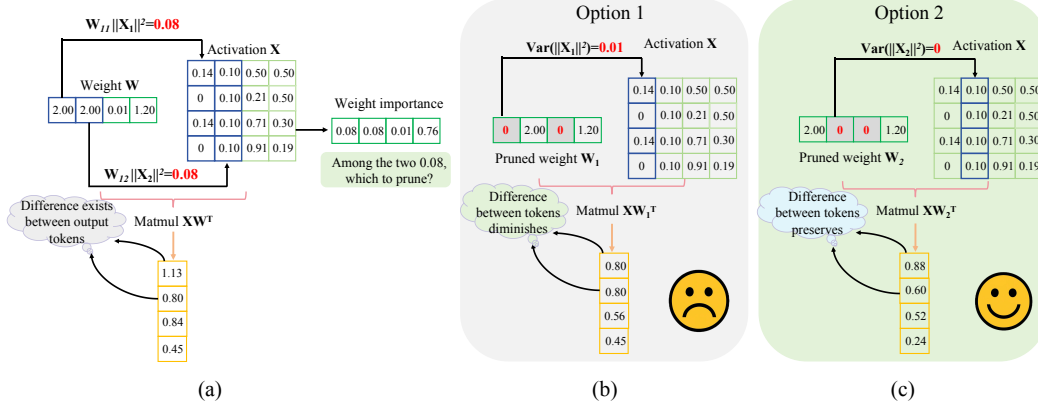 W₁₁||X₁||²=0.08
Activation X
0.14 0.10 0.50 0.50
0 0.10 0.21 0.50
0.14 0.10 0.71 0.30
0 0.10 0.91 0.19
Weight W
2.00 2.00 0.01 1.20
W₁₂||X₂||²=0.08
Weight importance
0.08 0.08 0.01 0.76
Among the two 0.08,
which to prune?
Difference exists
between output
tokens
Matmul XWᵀ
1.13
0.80
0.84
0.45
(a)
Option 1
Var(||X₁||²)=0.01
Activation X
0.14 0.10 0.50 0.50
0 0.10 0.21 0.50
0.14 0.10 0.71 0.30
0 0.10 0.91 0.19
0 2.00 0 1.20
Pruned weight W₁
Difference
between tokens
diminishes
Matmul XW₁ᵀ
0.80
0.80
0.56
0.45
(b)
Option 2
Var(||X₂||²)=0
Activation X
0.14 0.10 0.50 0.50
0 0.10 0.21 0.50
0.14 0.10 0.71 0.30
0 0.10 0.91 0.19
2.00 0 0 1.20
Pruned weight W₂
Difference
between tokens
preserves
Matmul XW₂ᵀ
0.88
0.60
0.52
0.24
(c)